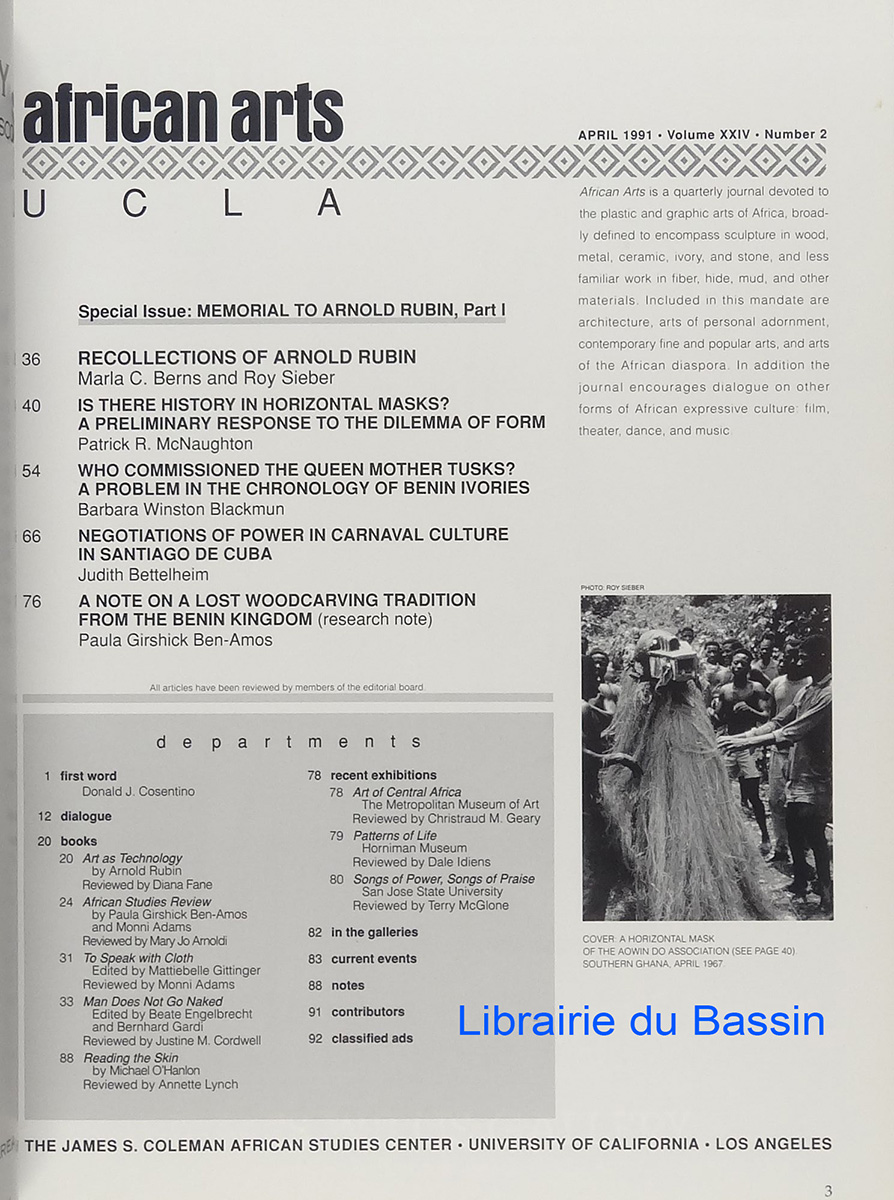 african arts
APRIL 1991 • Volume XXIV • Number 2
U C L A
African Arts is a quarterly journal devoted to
the plastic and graphic arts of Africa, broad-
ly defined to encompass sculpture in wood,
metal, ceramic, ivory, and stone, and less
familiar work in fiber, hide, mud, and other
materials. Included in this mandate are
architecture, arts of personal adornment,
contemporary fine and popular arts, and arts
of the African diaspora. In addition the
journal encourages dialogue on other
forms of African expressive culture: film,
theater, dance, and music.
Special Issue: MEMORIAL TO ARNOLD RUBIN, Part I
36 RECOLLECTIONS OF ARNOLD RUBIN
Marla C. Berns and Roy Sieber
40 IS THERE HISTORY IN HORIZONTAL MASKS?
A PRELIMINARY RESPONSE TO THE DILEMMA OF FORM
Patrick R. McNaughton
54 WHO COMMISSIONED THE QUEEN MOTHER TUSKS?
A PROBLEM IN THE CHRONOLOGY OF BENIN IVORIES
Barbara Winston Blackmun
66 NEGOTIATIONS OF POWER IN CARNAVAL CULTURE
IN SANTIAGO DE CUBA
Judith Bettelheim
76 A NOTE ON A LOST WOODCARVING TRADITION
FROM THE BENIN KINGDOM (research note)
Paula Girshick Ben-Amos
All articles have been reviewed by members of the editorial board.
departments
1 first word
Donald J. Cosentino
12 dialogue
20 books
20 Art as Technology
by Arnold Rubin
Reviewed by Diana Fane
24 African Studies Review
by Paula Girshick Ben-Amos
and Monni Adams
Reviewed by Mary Jo Arnoldi
31 To Speak with Cloth
Edited by Mattiebelle Gittinger
Reviewed by Monni Adams
33 Man Does Not Go Naked
Edited by Beate Engelbrecht
and Bernhard Gardi
Reviewed by Justine M. Cordwell
88 Reading the Skin
by Michael O'Hanlon
Reviewed by Annette Lynch
78 recent exhibitions
78 Art of Central Africa
The Metropolitan Museum of Art
Reviewed by Christraud M. Geary
79 Patterns of Life
Horniman Museum
Reviewed by Dale Idiens
80 Songs of Power, Songs of Praise
San Jose State University
Reviewed by Terry McGlone
82 in the galleries
83 current events
88 notes
91 contributors
92 classified ads
PHOTO: ROY SIEBER
COVER: A HORIZONTAL MASK
OF THE AOWIN DO ASSOCIATION (SEE PAGE 40).
SOUTHERN GHANA, APRIL 1967.
Librairie du Bassin
THE JAMES S. COLEMAN AFRICAN STUDIES CENTER • UNIVERSITY OF CALIFORNIA • LOS ANGELES
3